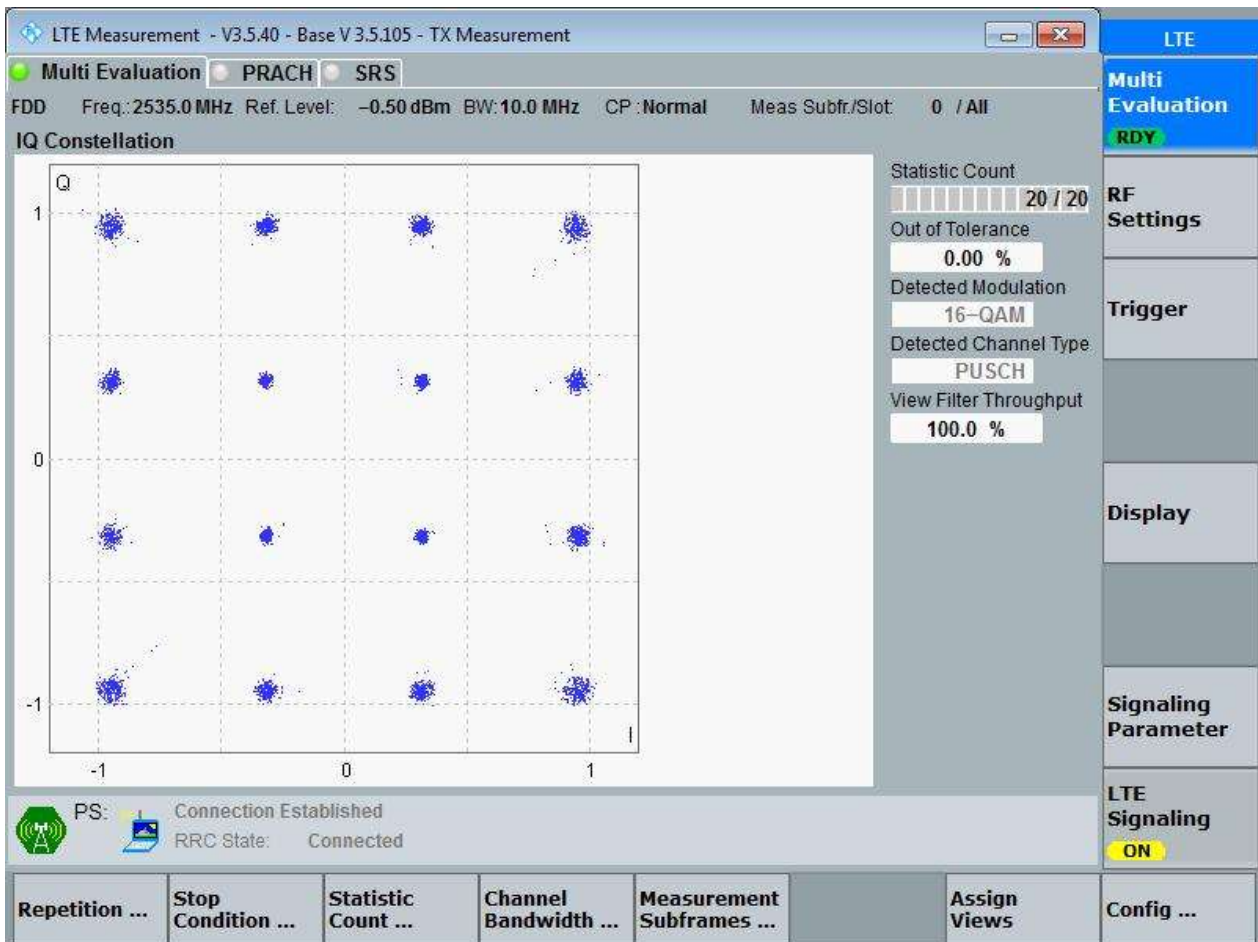 LTE Measurement - V3.5.40 - Base V 3.5.105 - TX Measurement
LTE
Multi Evaluation PRACH SRS
Multi
Evaluation
RDY
FDD Freq.: 2535.0 MHz Ref. Level: −0.50 dBm BW: 10.0 MHz CP : Normal Meas Subfr./Slot: 0 / All
IQ Constellation
Q
1
0
-1
I
-1 0 1
Statistic Count
20 / 20
Out of Tolerance
0.00 %
Detected Modulation
16−QAM
Detected Channel Type
PUSCH
View Filter Throughput
100.0 %
RF
Settings
Trigger
Display
Signaling
Parameter
LTE
Signaling
ON
PS: Connection Established
RRC State: Connected
Repetition ...
Stop
Condition ...
Statistic
Count ...
Channel
Bandwidth ...
Measurement
Subframes ...
Assign
Views
Config ...